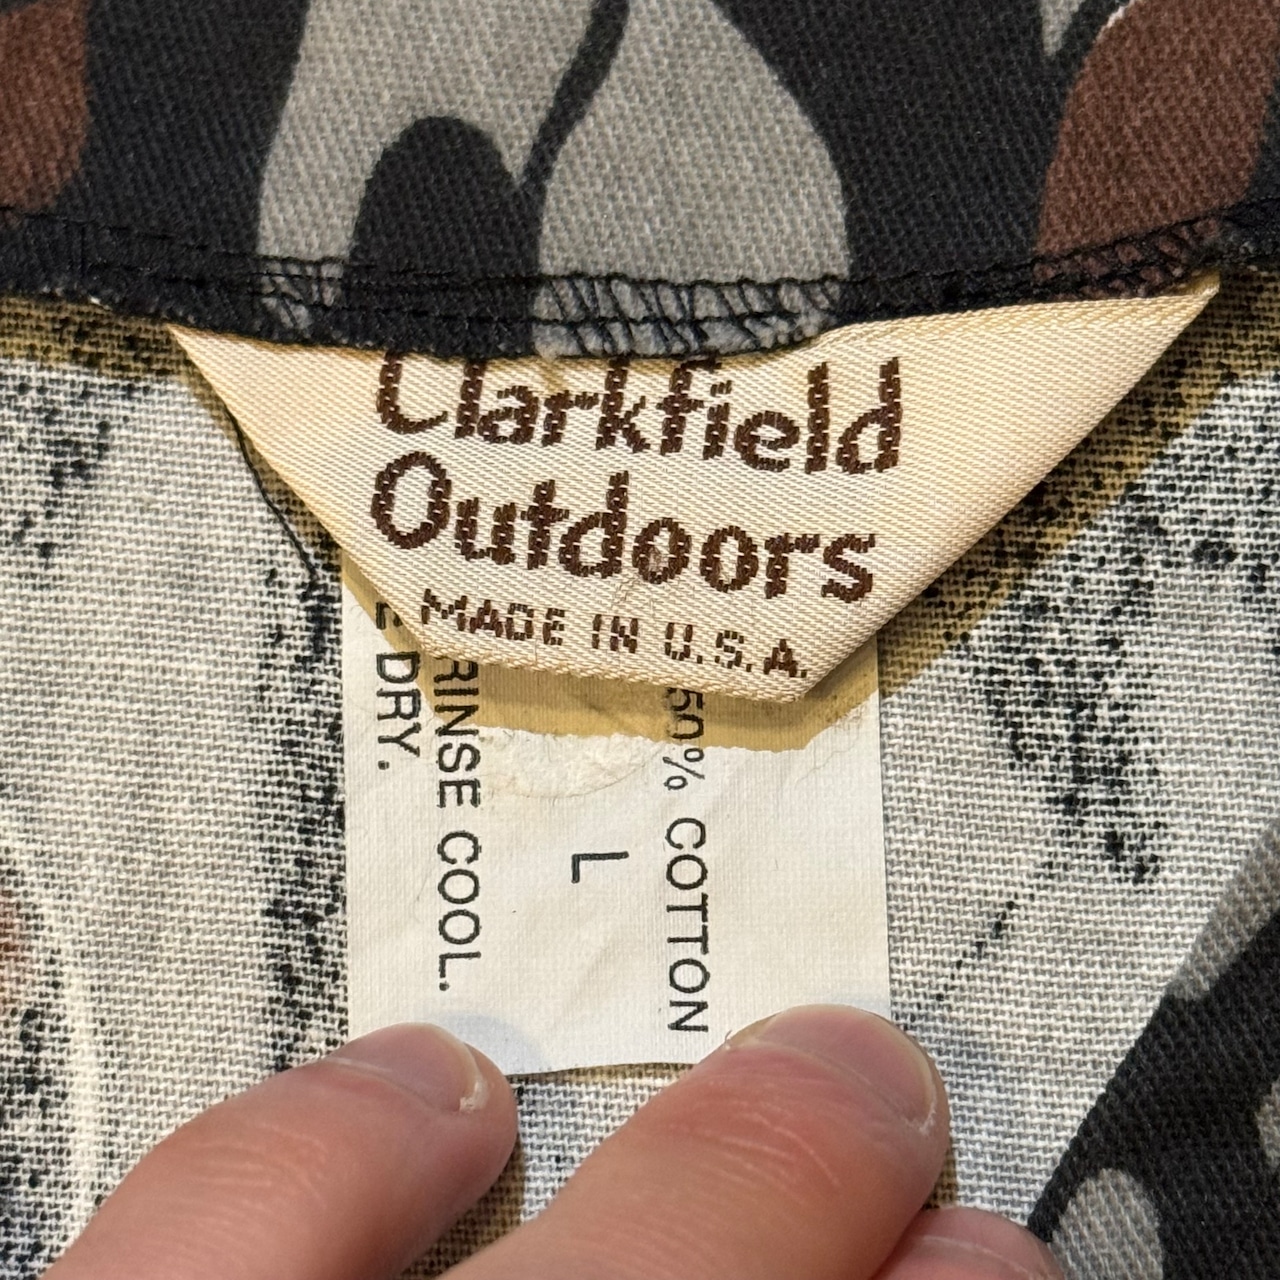 Clarkfield
Outdoors
MADE IN U.S.A.
50% COTTON
L
RINSE COOL.
DRY.